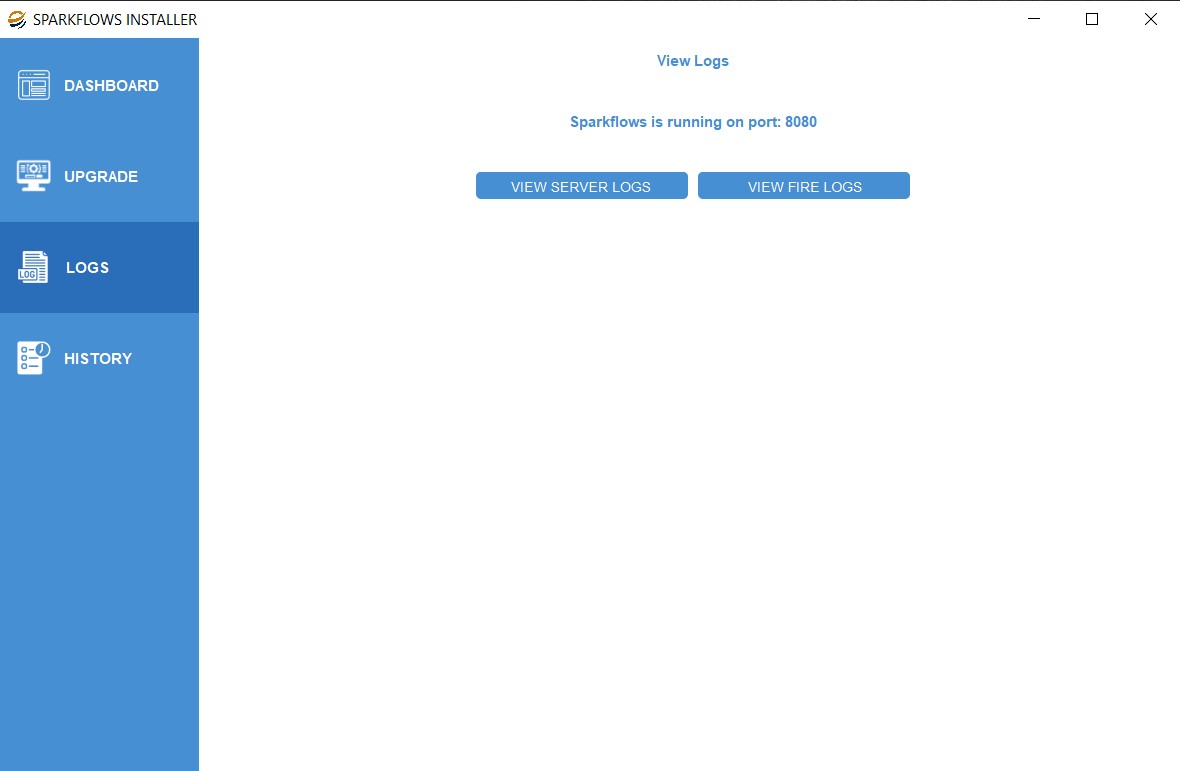 SPARKFLOWS INSTALLER
DASHBOARD
UPGRADE
LOG
LOGS
HISTORY
View Logs
Sparkflows is running on port: 8080
VIEW SERVER LOGS
VIEW FIRE LOGS